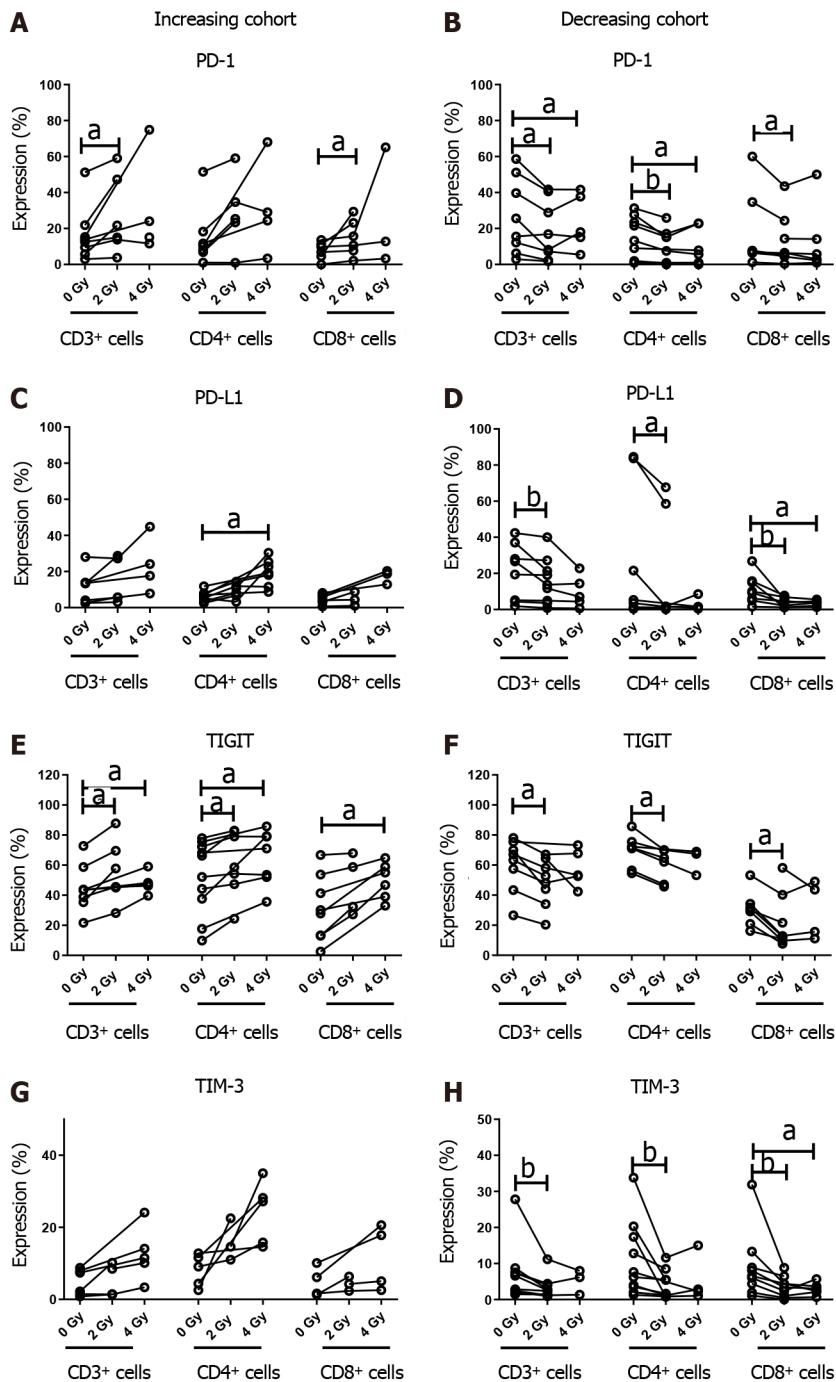 Increasing cohort
Decreasing cohort
A
PD-1
Expression (%)
100
80
60
40
20
0
a
a
0 Gy
2 Gy
4 Gy
0 Gy
2 Gy
4 Gy
0 Gy
2 Gy
4 Gy
CD3+ cells
CD4+ cells
CD8+ cells
B
PD-1
Expression (%)
100
80
60
40
20
0
a
a
a
b
a
0 Gy
2 Gy
4 Gy
0 Gy
2 Gy
4 Gy
0 Gy
2 Gy
4 Gy
CD3+ cells
CD4+ cells
CD8+ cells
C
PD-L1
Expression (%)
100
80
60
40
20
0
a
0 Gy
2 Gy
4 Gy
0 Gy
2 Gy
4 Gy
0 Gy
2 Gy
4 Gy
CD3+ cells
CD4+ cells
CD8+ cells
D
PD-L1
Expression (%)
100
80
60
40
20
0
b
a
a
b
0 Gy
2 Gy
4 Gy
0 Gy
2 Gy
4 Gy
0 Gy
2 Gy
4 Gy
CD3+ cells
CD4+ cells
CD8+ cells
E
TIGIT
Expression (%)
120
100
80
60
40
20
0
a
a
a
a
a
0 Gy
2 Gy
4 Gy
0 Gy
2 Gy
4 Gy
0 Gy
2 Gy
4 Gy
CD3+ cells
CD4+ cells
CD8+ cells
F
TIGIT
Expression (%)
120
100
80
60
40
20
0
a
a
a
0 Gy
2 Gy
4 Gy
0 Gy
2 Gy
4 Gy
0 Gy
2 Gy
4 Gy
CD3+ cells
CD4+ cells
CD8+ cells
G
TIM-3
Expression (%)
40
20
0
0 Gy
2 Gy
4 Gy
0 Gy
2 Gy
4 Gy
0 Gy
2 Gy
4 Gy
CD3+ cells
CD4+ cells
CD8+ cells
H
TIM-3
Expression (%)
50
40
30
20
10
0
b
b
a
b
0 Gy
2 Gy
4 Gy
0 Gy
2 Gy
4 Gy
0 Gy
2 Gy
4 Gy
CD3+ cells
CD4+ cells
CD8+ cells